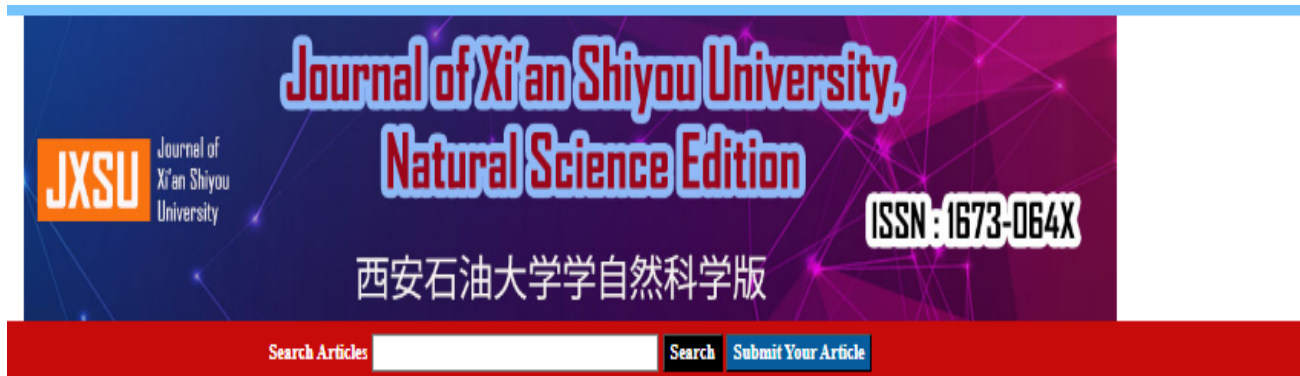 Journal of Xi'an Shiyou University,
Natural Science Edition
JXSU
Journal of
Xi'an Shiyou
University
ISSN : 1673-064X
西安石油大学学自然科学版
Search Articles
Search
Submit Your Article